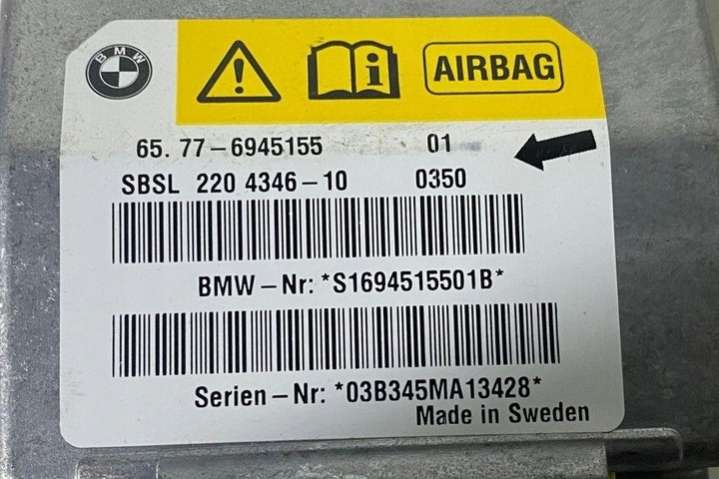 BMW
AIRBAG
65. 77-6945155 01
SBSL 220 4346-10 0350
BMW-Nr: *S1694515501B*
Serien-Nr: *03B345MA13428*
Made in Sweden